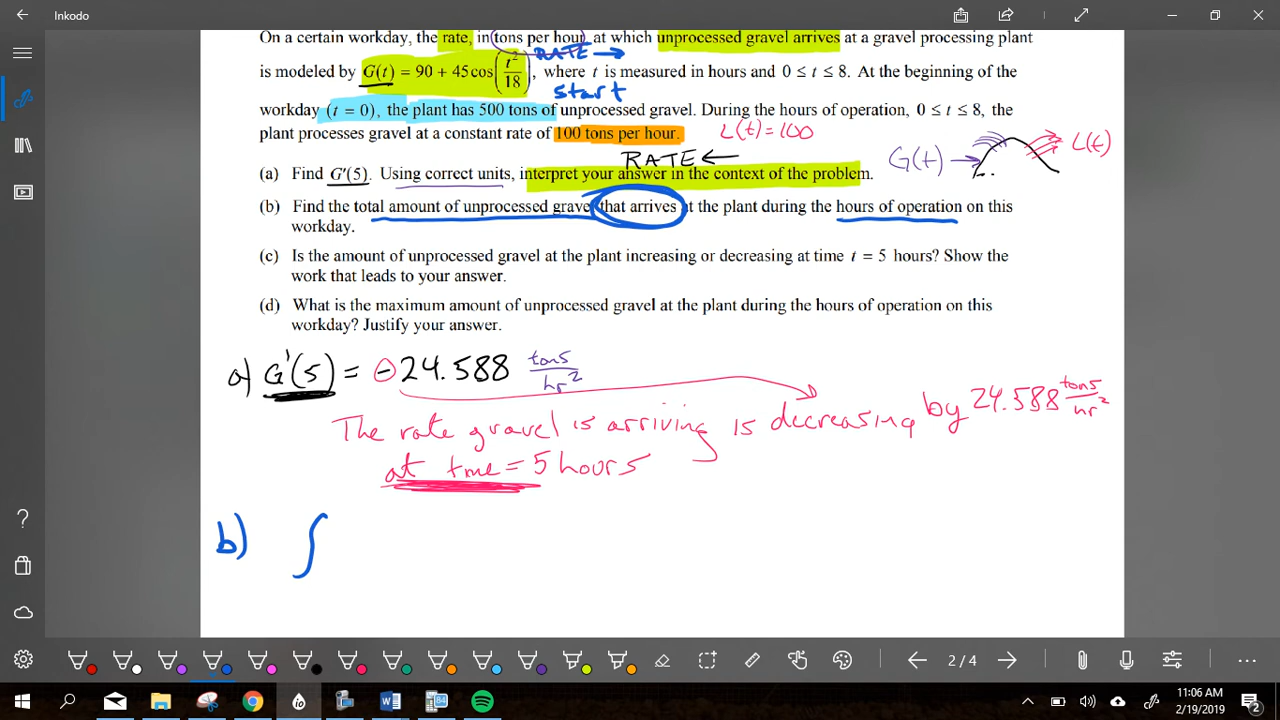 Inkodo
On a certain workday, the rate, in tons per hour, at which unprocessed gravel arrives at a gravel processing plant
RATE →
is modeled by G(t) = 90 + 45cos(t²/18), where t is measured in hours and 0 ≤ t ≤ 8. At the beginning of the
start
workday (t = 0), the plant has 500 tons of unprocessed gravel. During the hours of operation, 0 ≤ t ≤ 8, the
plant processes gravel at a constant rate of 100 tons per hour. L(t)=100
RATE ← G(t) → L(t)
(a) Find G′(5). Using correct units, interpret your answer in the context of the problem.
(b) Find the total amount of unprocessed gravel that arrives at the plant during the hours of operation on this
workday.
(c) Is the amount of unprocessed gravel at the plant increasing or decreasing at time t = 5 hours? Show the
work that leads to your answer.
(d) What is the maximum amount of unprocessed gravel at the plant during the hours of operation on this
workday? Justify your answer.
a) G'(5) = -24.588 tons/hr²
The rate gravel is arriving is decreasing by 24.588 tons/hr²
at time = 5 hours
b) ∫
2 / 4
11:06 AM
2/19/2019
2